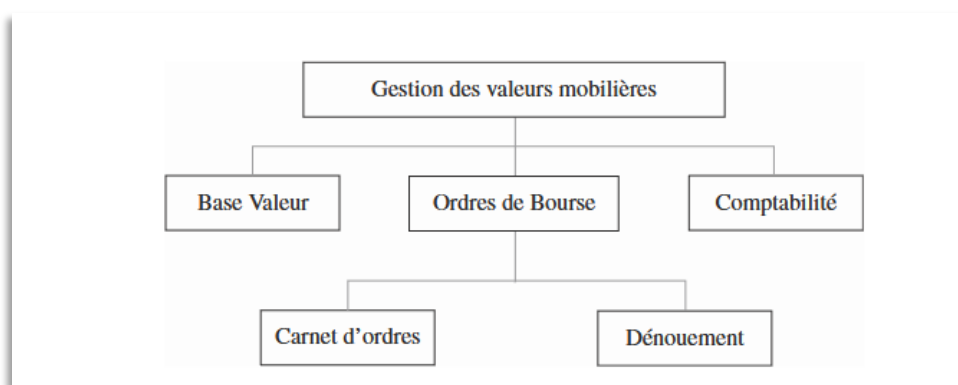 Gestion des valeurs mobilières
Base Valeur
Ordres de Bourse
Comptabilité
Carnet d'ordres
Dénouement